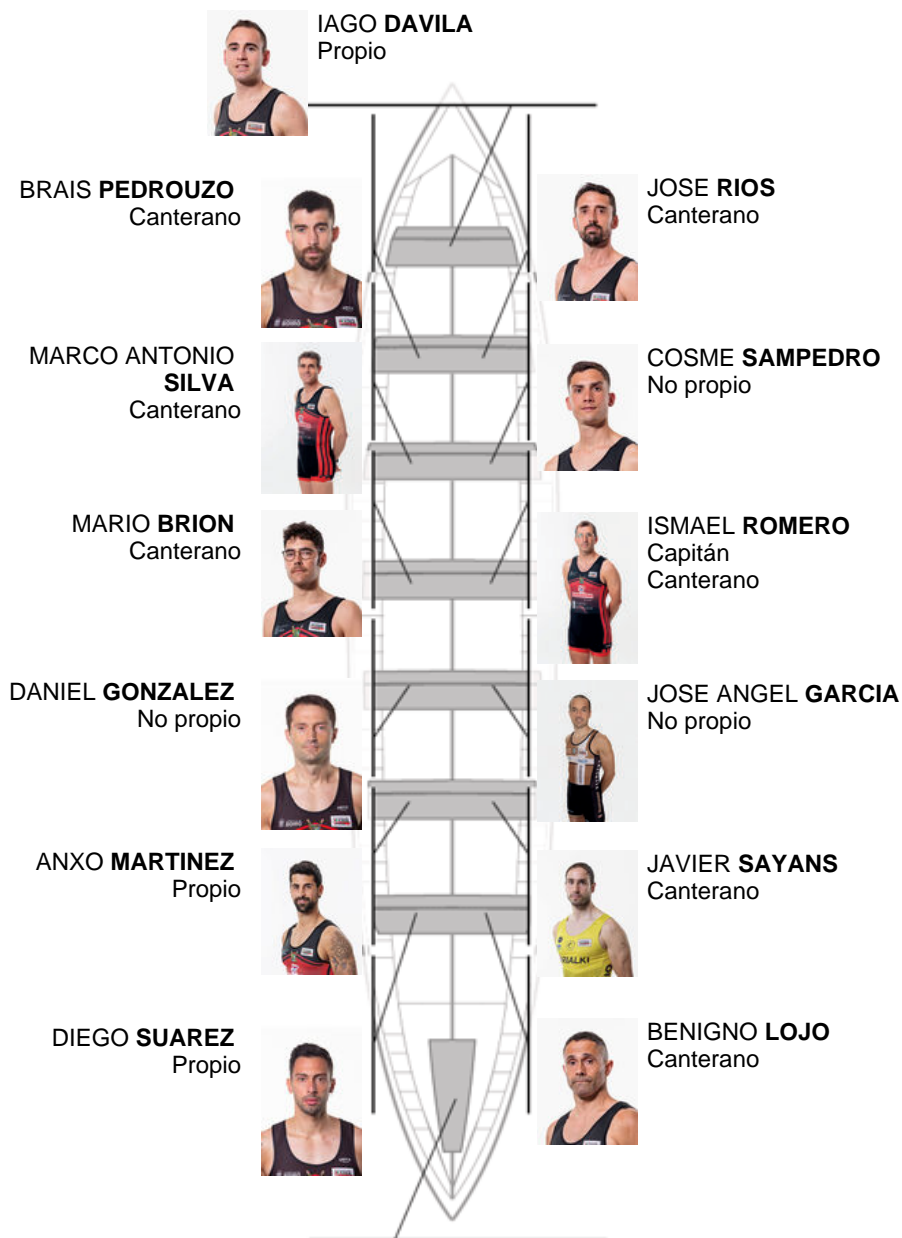 IAGO DAVILA
Propio
BRAIS PEDROUZO
Canterano
JOSE RIOS
Canterano
MARCO ANTONIO
SILVA
Canterano
COSME SAMPEDRO
No propio
MARIO BRION
Canterano
ISMAEL ROMERO
Capitán
Canterano
DANIEL GONZALEZ
No propio
JOSE ANGEL GARCIA
No propio
ANXO MARTINEZ
Propio
JAVIER SAYANS
Canterano
DIEGO SUAREZ
Propio
BENIGNO LOJO
Canterano